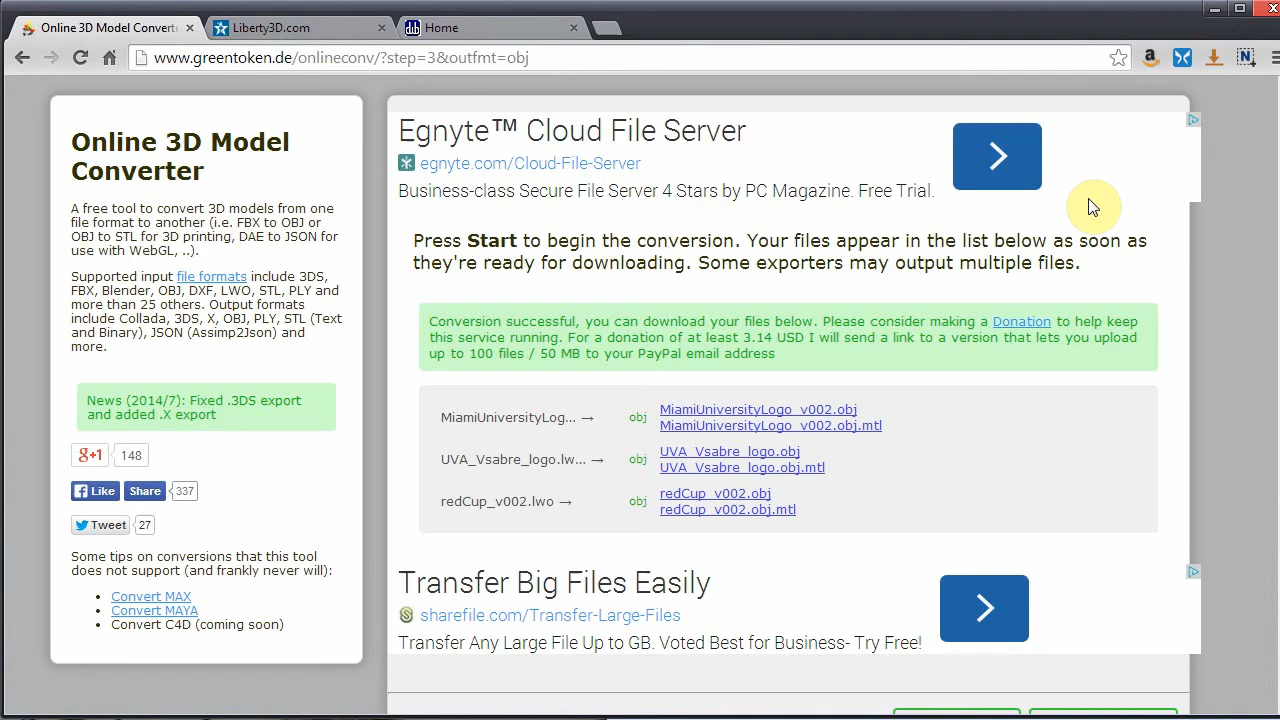 Online 3D Model Converte
Liberty3D.com
Home
www.greentoken.de/onlineconv/?step=3&outfmt=obj
Online 3D Model
Converter
A free tool to convert 3D models from one
file format to another (i.e. FBX to OBJ or
OBJ to STL for 3D printing, DAE to JSON for
use with WebGL, ..).
Supported input file formats include 3DS,
FBX, Blender, OBJ, DXF, LWO, STL, PLY and
more than 25 others. Output formats
include Collada, 3DS, X, OBJ, PLY, STL (Text
and Binary), JSON (Assimp2Json) and
more.
News (2014/7): Fixed .3DS export
and added .X export
g+1 148
Like Share 337
Tweet 27
Some tips on conversions that this tool
does not support (and frankly never will):
• Convert MAX
• Convert MAYA
• Convert C4D (coming soon)
Egnyte™ Cloud File Server
egnyte.com/Cloud-File-Server
Business-class Secure File Server 4 Stars by PC Magazine. Free Trial.
Press Start to begin the conversion. Your files appear in the list below as soon as
they're ready for downloading. Some exporters may output multiple files.
Conversion successful, you can download your files below. Please consider making a Donation to help keep
this service running. For a donation of at least 3.14 USD I will send a link to a version that lets you upload
up to 100 files / 50 MB to your PayPal email address
MiamiUniversityLog... → obj MiamiUniversityLogo_v002.obj
MiamiUniversityLogo_v002.obj.mtl
UVA_Vsabre_logo.lw... → obj UVA_Vsabre_logo.obj
UVA_Vsabre_logo.obj.mtl
redCup_v002.lwo → obj redCup_v002.obj
redCup_v002.obj.mtl
Transfer Big Files Easily
sharefile.com/Transfer-Large-Files
Transfer Any Large File Up to GB. Voted Best for Business- Try Free!